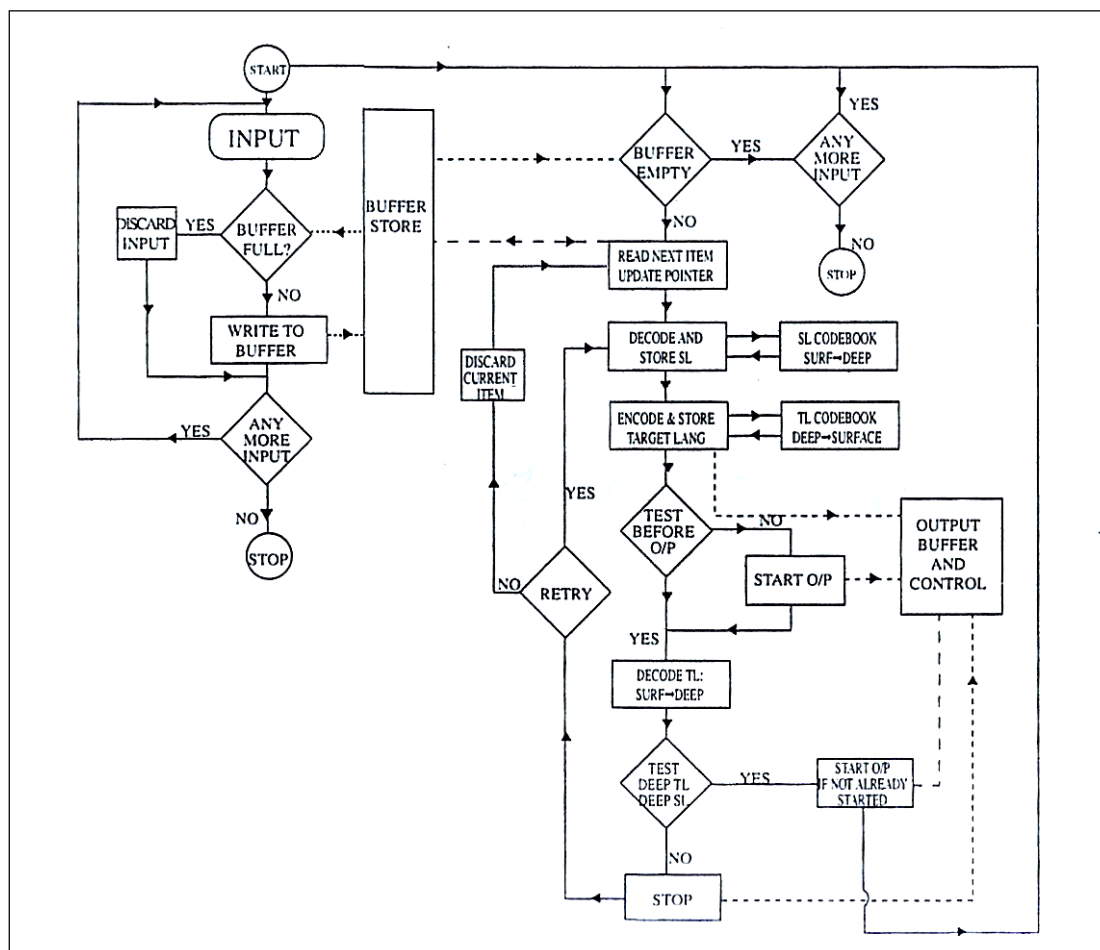 START
INPUT
BUFFER
FULL?
YES
DISCARD
INPUT
NO
WRITE TO
BUFFER
ANY
MORE
INPUT
YES
NO
STOP
BUFFER
STORE
BUFFER
EMPTY
YES
YES
ANY
MORE
INPUT
NO
STOP
NO
READ NEXT ITEM
UPDATE POINTER
DECODE AND
STORE SL
SL CODEBOOK
SURF→DEEP
DISCARD
CURRENT
ITEM
ENCODE & STORE
TARGET LANG
TL CODEBOOK
DEEP→SURFACE
YES
TEST
BEFORE
O/P
NO
START O/P
OUTPUT
BUFFER
AND
CONTROL
NO
RETRY
YES
DECODE TL:
SURF→DEEP
TEST
DEEP TL
DEEP SL
YES
START O/P
IF NOT ALREADY
STARTED
NO
STOP